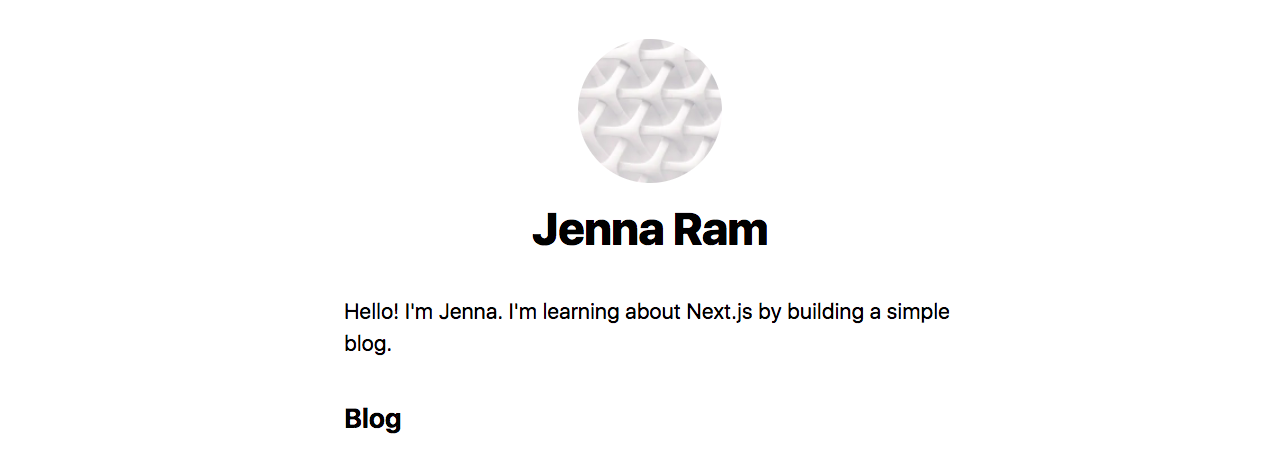 Jenna Ram
Hello! I'm Jenna. I'm learning about Next.js by building a simple
blog.
Blog